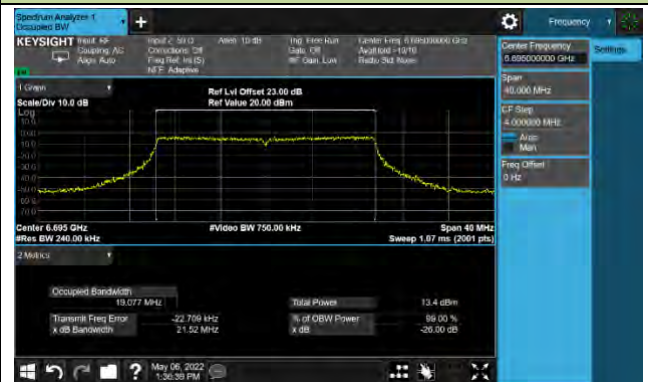 Spectrum Analyzer 1
Occupied BW
Frequency
KEYSIGHT Input: RF
Coupling: AC
Align: Auto
Input Z: 50 Ω
Corrections: Off
Freq Ref: Int (S)
NFE: Adaptive
Atten: 10 dB
Trig: Free Run
Gate: Off
#IF Gain: Low
Center Freq: 6.695000000 GHz
Avg|Hold: >10/10
Radio Std: None
Center Frequency
6.695000000 GHz
Settings
Span
40.000 MHz
CF Step
4.000000 MHz
Auto
Man
Freq Offset
0 Hz
1 Graph
Scale/Div 10.0 dB
Ref Lvl Offset 23.00 dB
Ref Value 20.00 dBm
Log
Center 6.695 GHz
#Res BW 240.00 kHz
#Video BW 750.00 kHz
Span 40 MHz
Sweep 1.07 ms (2001 pts)
2 Metrics
Occupied Bandwidth
19.077 MHz
Total Power
13.4 dBm
Transmit Freq Error
-22.709 kHz
% of OBW Power
99.00 %
x dB Bandwidth
21.52 MHz
x dB
-26.00 dB
May 06, 2022
1:36:39 PM